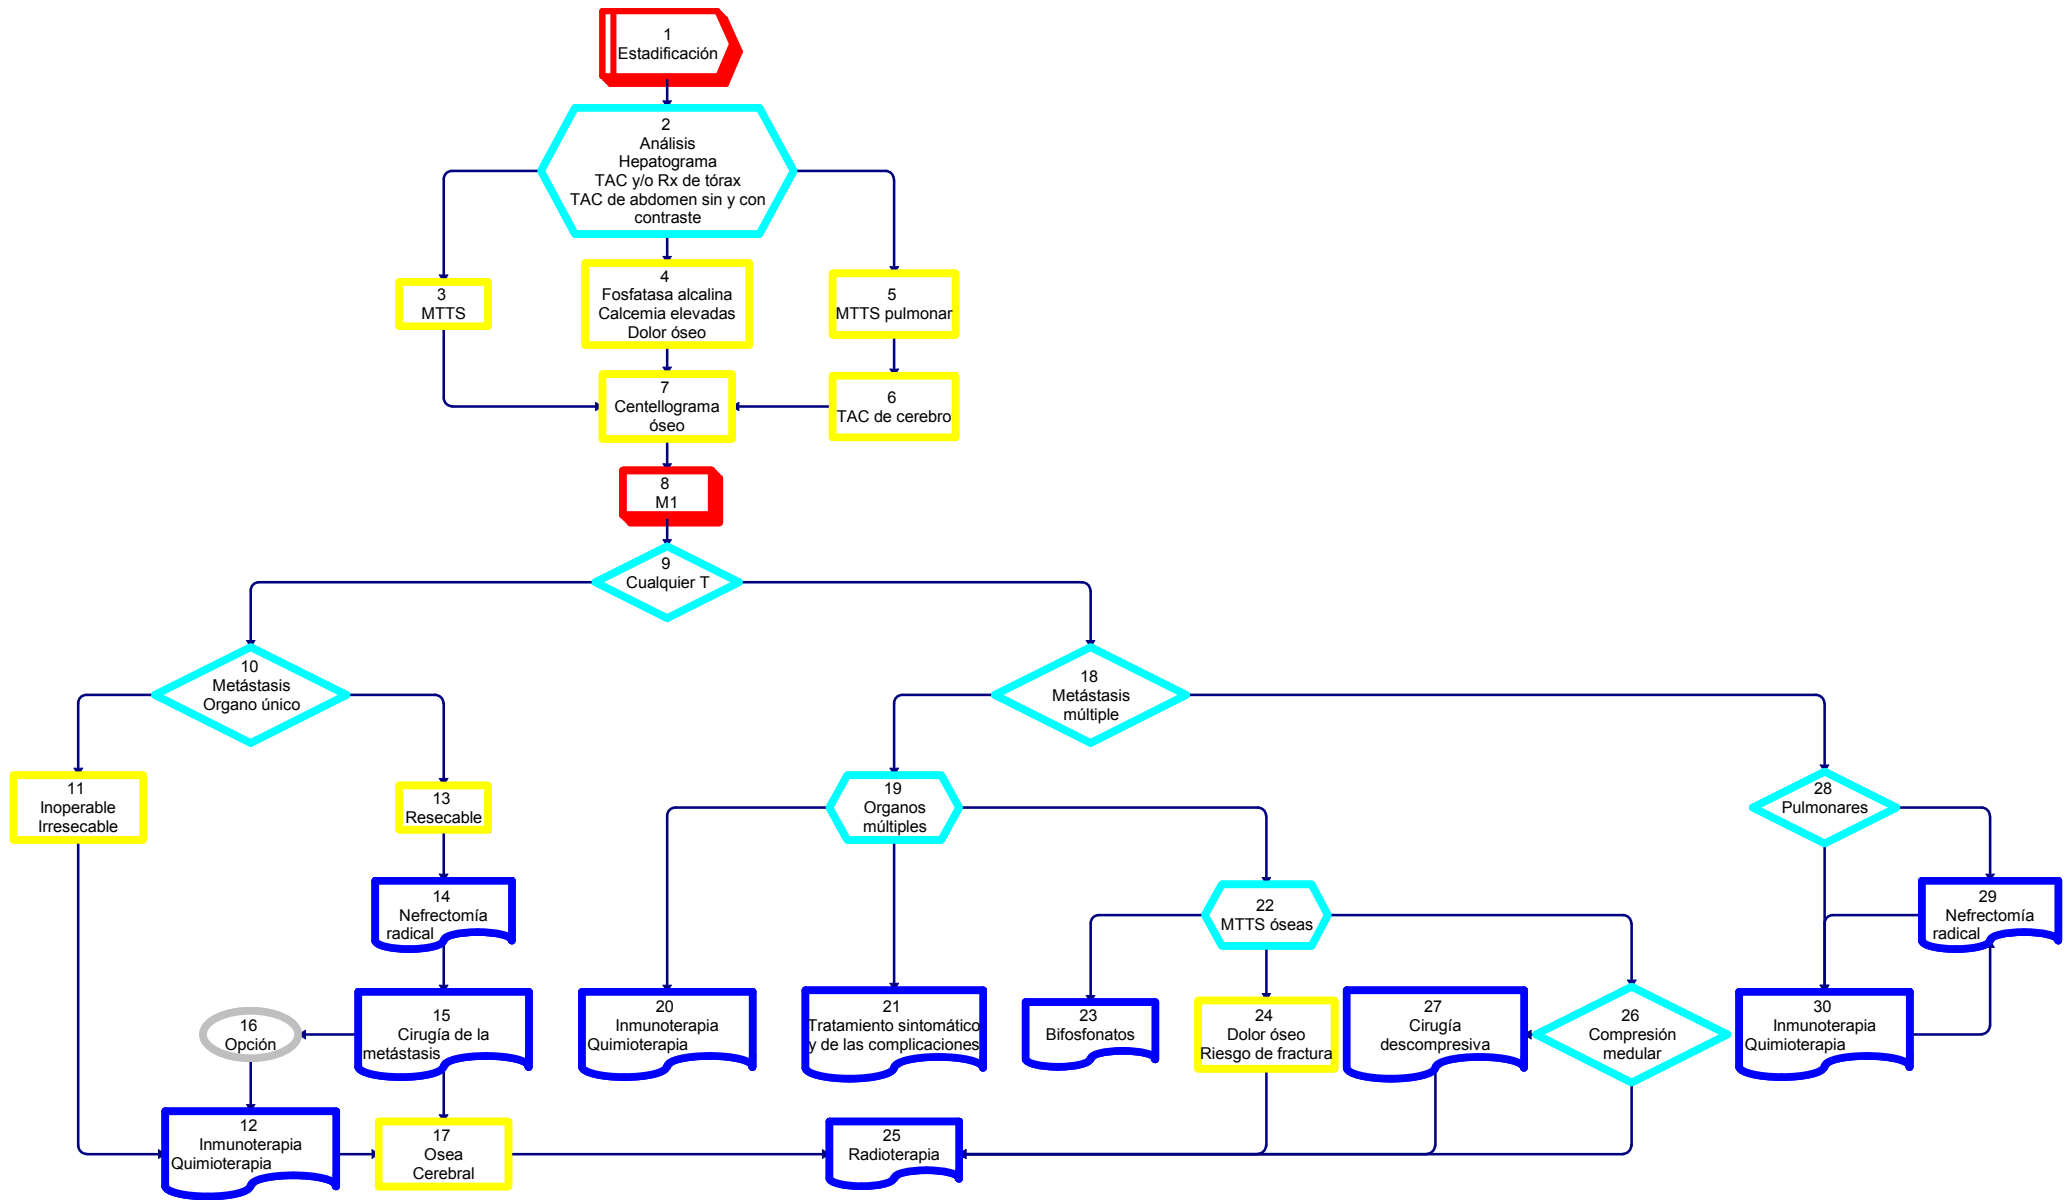 1
Estadificación
2
Análisis
Hepatograma
TAC y/o Rx de tórax
TAC de abdomen sin y con
contraste
3
MTTS
4
Fosfatasa alcalina
Calcemia elevadas
Dolor óseo
5
MTTS pulmonar
6
TAC de cerebro
7
Centellograma
óseo
8
M1
9
Cualquier T
10
Metástasis
Organo único
11
Inoperable
Irresecable
12
Inmunoterapia
Quimioterapia
13
Resecable
14
Nefrectomía
radical
15
Cirugía de la
metástasis
16
Opción
17
Osea
Cerebral
18
Metástasis
múltiple
19
Organos
múltiples
20
Inmunoterapia
Quimioterapia
21
Tratamiento sintomático
y de las complicaciones
22
MTTS óseas
23
Bifosfonatos
24
Dolor óseo
Riesgo de fractura
25
Radioterapia
26
Compresión
medular
27
Cirugía
descompresiva
28
Pulmonares
29
Nefrectomía
radical
30
Inmunoterapia
Quimioterapia